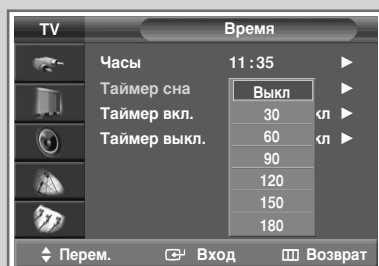 TV Время
Часы 11:35 ►
Таймер сна Выкл ►
Таймер вкл. 30 кл ►
Таймер выкл. 60 кл ►
90
120
150
180
Перем. Вход Возврат